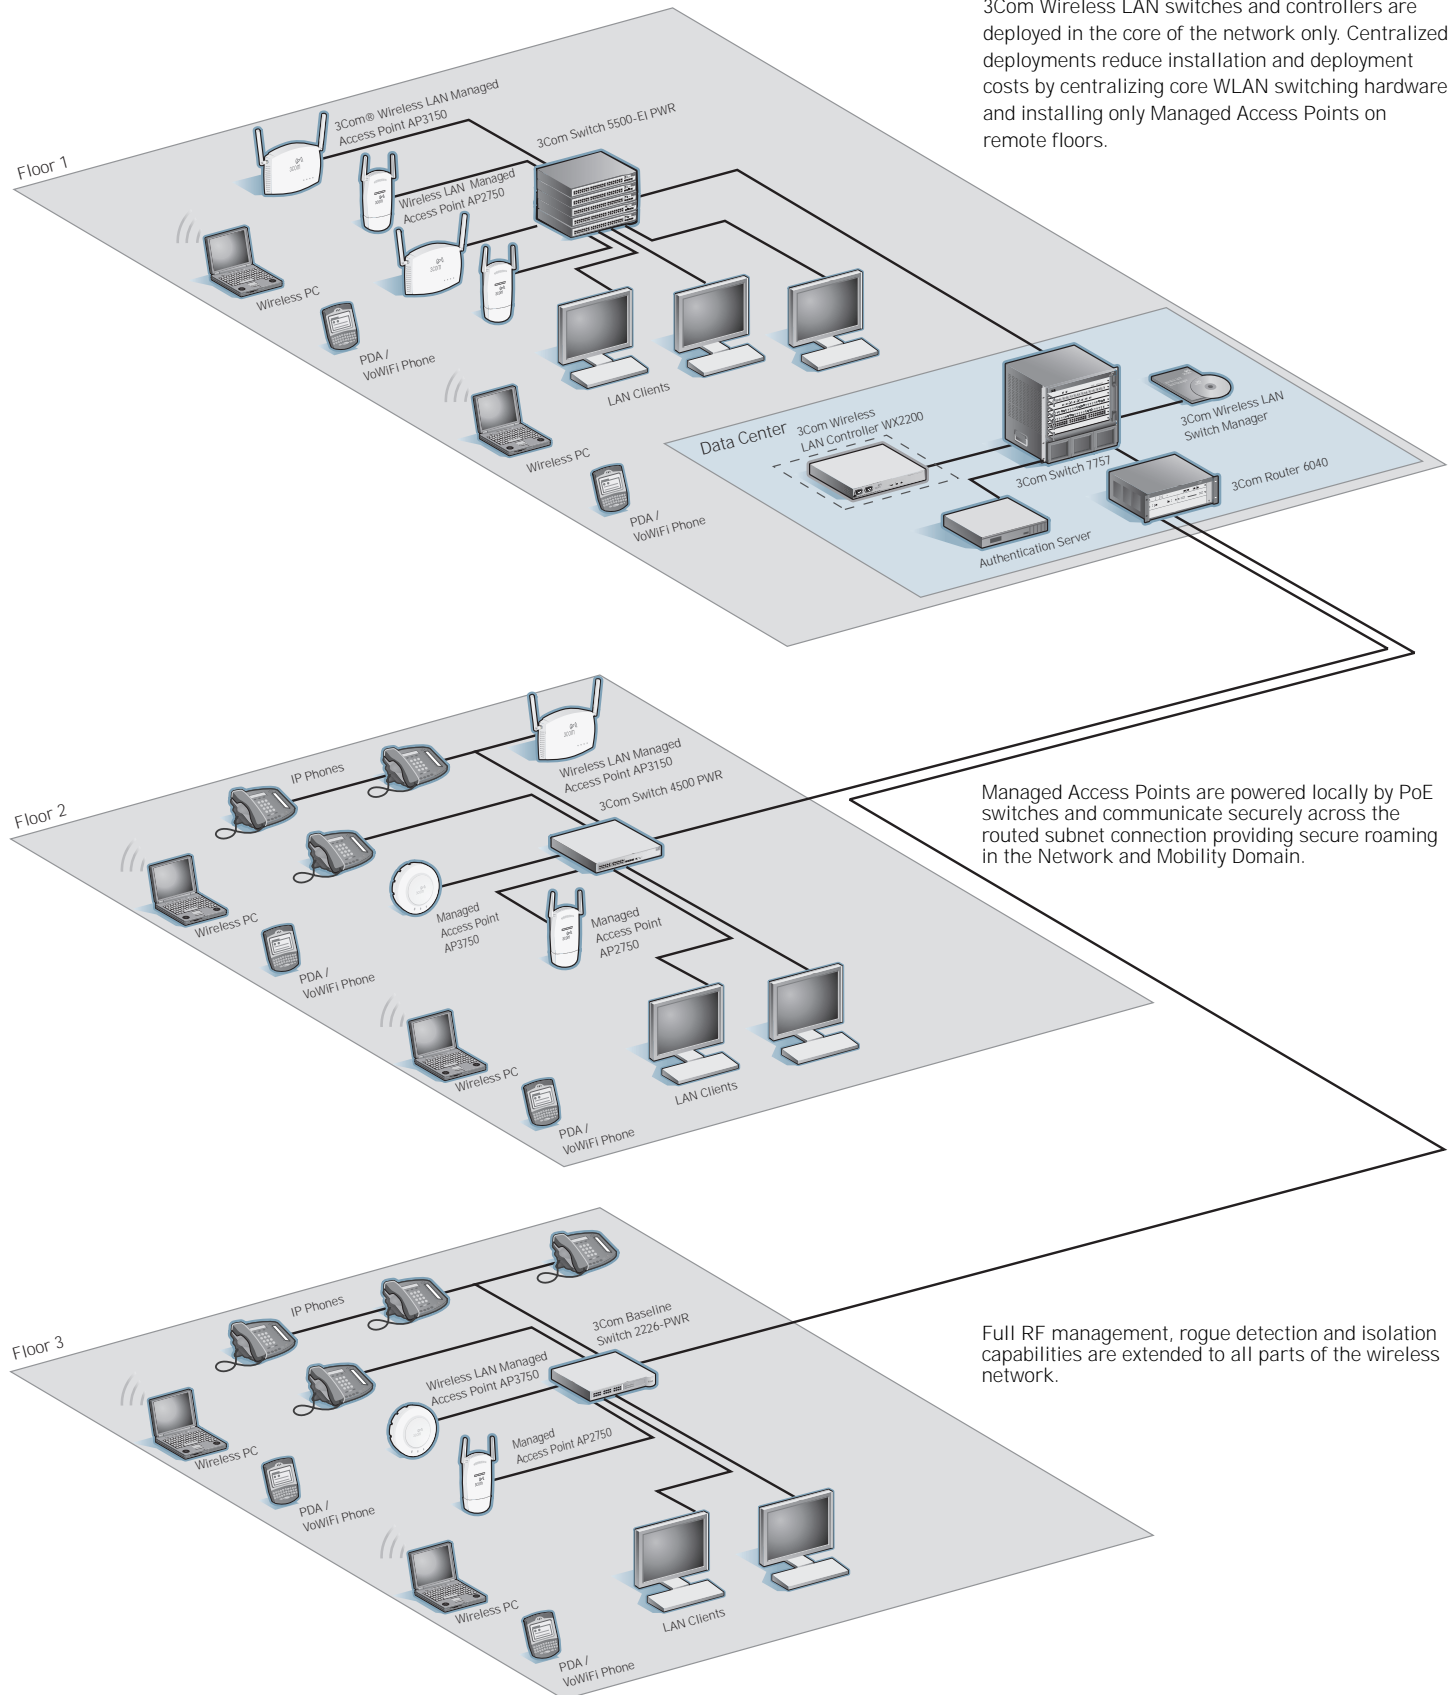 3Com Wireless LAN switches and controllers are
deployed in the core of the network only. Centralized
deployments reduce installation and deployment
costs by centralizing core WLAN switching hardware
and installing only Managed Access Points on
remote floors.
Floor 1
3Com® Wireless LAN Managed
Access Point AP3150
3Com Switch 5500-EI PWR
Wireless LAN Managed
Access Point AP2750
Wireless PC
PDA /
VoWiFi Phone
LAN Clients
Wireless PC
PDA /
VoWiFi Phone
Data Center
3Com Wireless
LAN Controller WX2200
3Com Switch 7757
3Com Wireless LAN
Switch Manager
3Com Router 6040
Authentication Server
Floor 2
IP Phones
Wireless LAN Managed
Access Point AP3150
3Com Switch 4500 PWR
Managed
Access Point
AP3750
Managed
Access Point
AP2750
Wireless PC
PDA /
VoWiFi Phone
Wireless PC
PDA /
VoWiFi Phone
LAN Clients
Managed Access Points are powered locally by PoE
switches and communicate securely across the
routed subnet connection providing secure roaming
in the Network and Mobility Domain.
Floor 3
IP Phones
3Com Baseline
Switch 2226-PWR
Wireless LAN Managed
Access Point AP3750
Managed
Access Point AP2750
Wireless PC
PDA /
VoWiFi Phone
Wireless PC
PDA /
VoWiFi Phone
LAN Clients
Full RF management, rogue detection and isolation
capabilities are extended to all parts of the wireless
network.